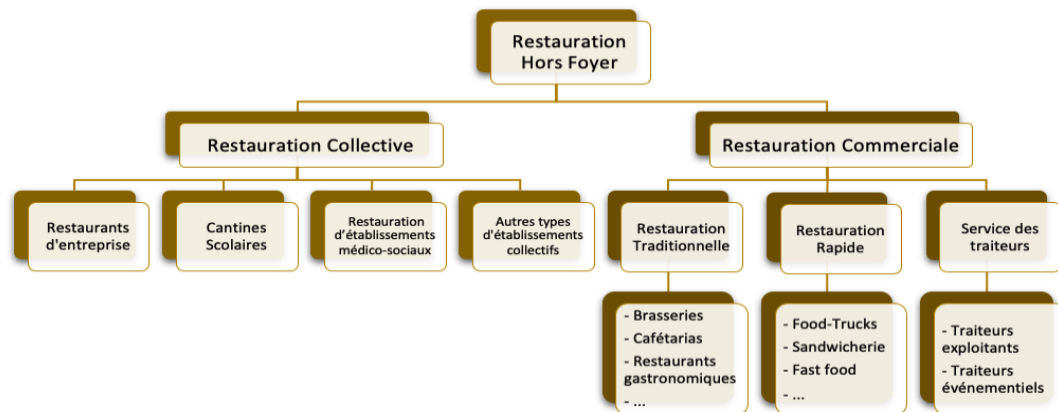 Restauration
Hors Foyer
Restauration Collective
Restauration Commerciale
Restaurants
d'entreprise
Cantines
Scolaires
Restauration
d'établissements
médico-sociaux
Autres types
d'établissements
collectifs
Restauration
Traditionnelle
Restauration
Rapide
Service des
traiteurs
- Brasseries
- Cafétarias
- Restaurants
gastronomiques
- ...
- Food-Trucks
- Sandwicherie
- Fast food
- ...
- Traiteurs
exploitants
- Traiteurs
événementiels